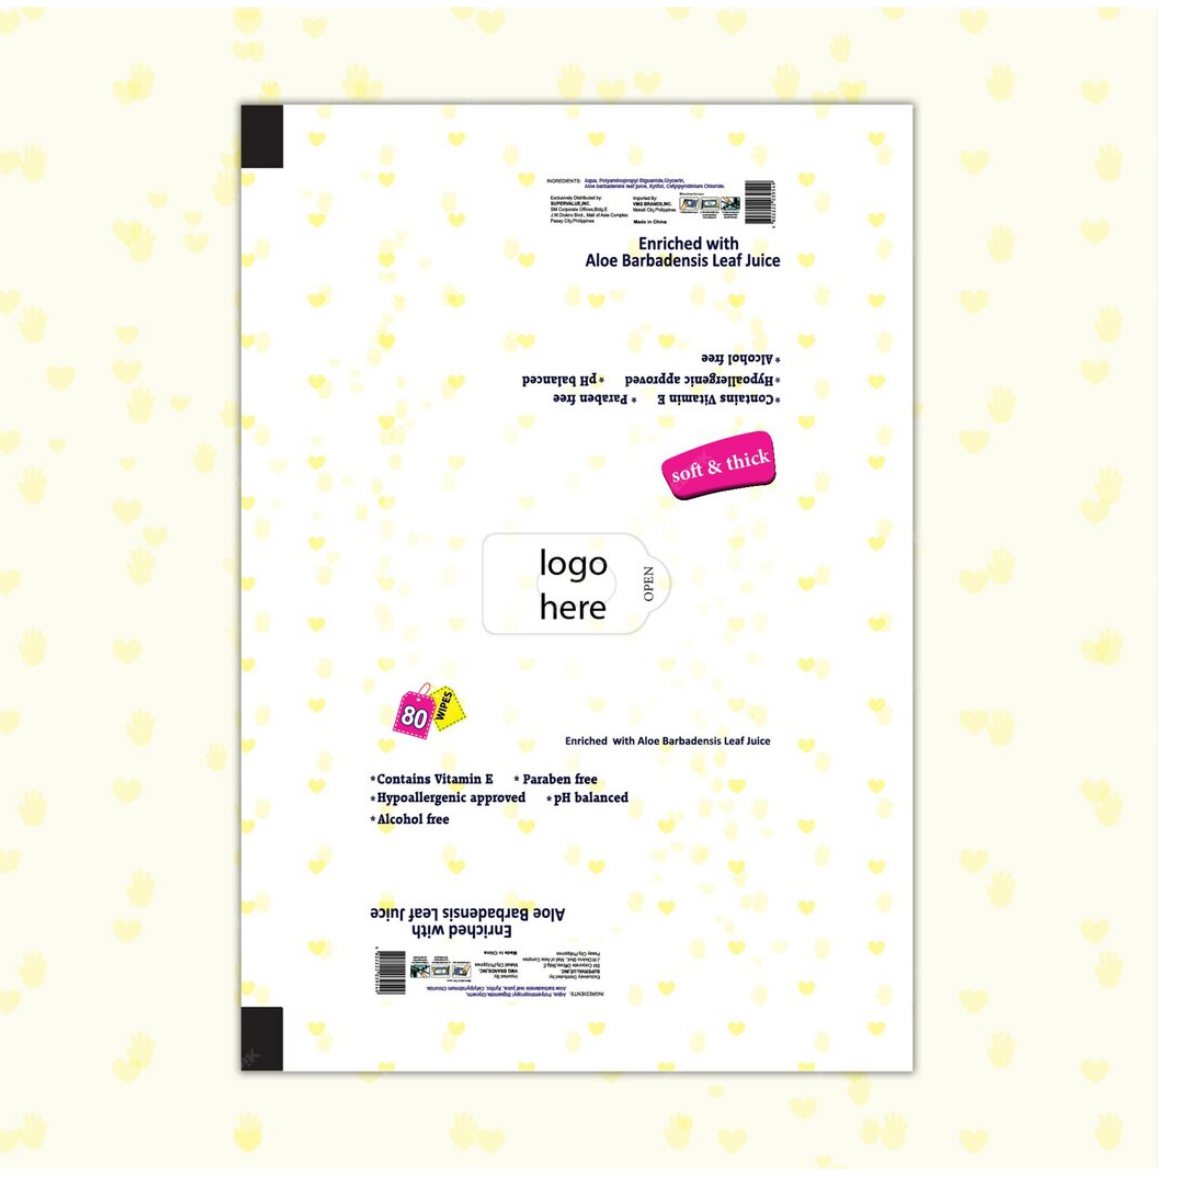 INGREDIENTS: Aqua, Polyaminopropyl Biguanide,Glycerin,
Aloe barbadensis leaf juice, Xylitol, Cetylpyridinium Chloride.
Exclusively Distributed by:
SUPERVALUE,INC.
SM Corporate Offices,Bldg.E
J.W.Diokno Blvd., Mall of Asia Complex
Pasay City,Philippines
Imported By:
VMG BRANDS,INC.
Makati City,Philippines
Made in China
Enriched with
Aloe Barbadensis Leaf Juice
*Contains Vitamin E * Paraben free
*Hypoallergenic approved *pH balanced
*Alcohol free
soft & thick
logo
here
OPEN
80
WIPES
Enriched with Aloe Barbadensis Leaf Juice
*Contains Vitamin E * Paraben free
*Hypoallergenic approved *pH balanced
*Alcohol free
Enriched with
Aloe Barbadensis Leaf Juice
INGREDIENTS: Aqua, Polyaminopropyl Biguanide,Glycerin,
Aloe barbadensis leaf juice, Xylitol, Cetylpyridinium Chloride.
Exclusively Distributed by:
SUPERVALUE,INC.
SM Corporate Offices,Bldg.E
J.W.Diokno Blvd., Mall of Asia Complex
Pasay City,Philippines
Imported By:
VMG BRANDS,INC.
Makati City,Philippines
Made in China